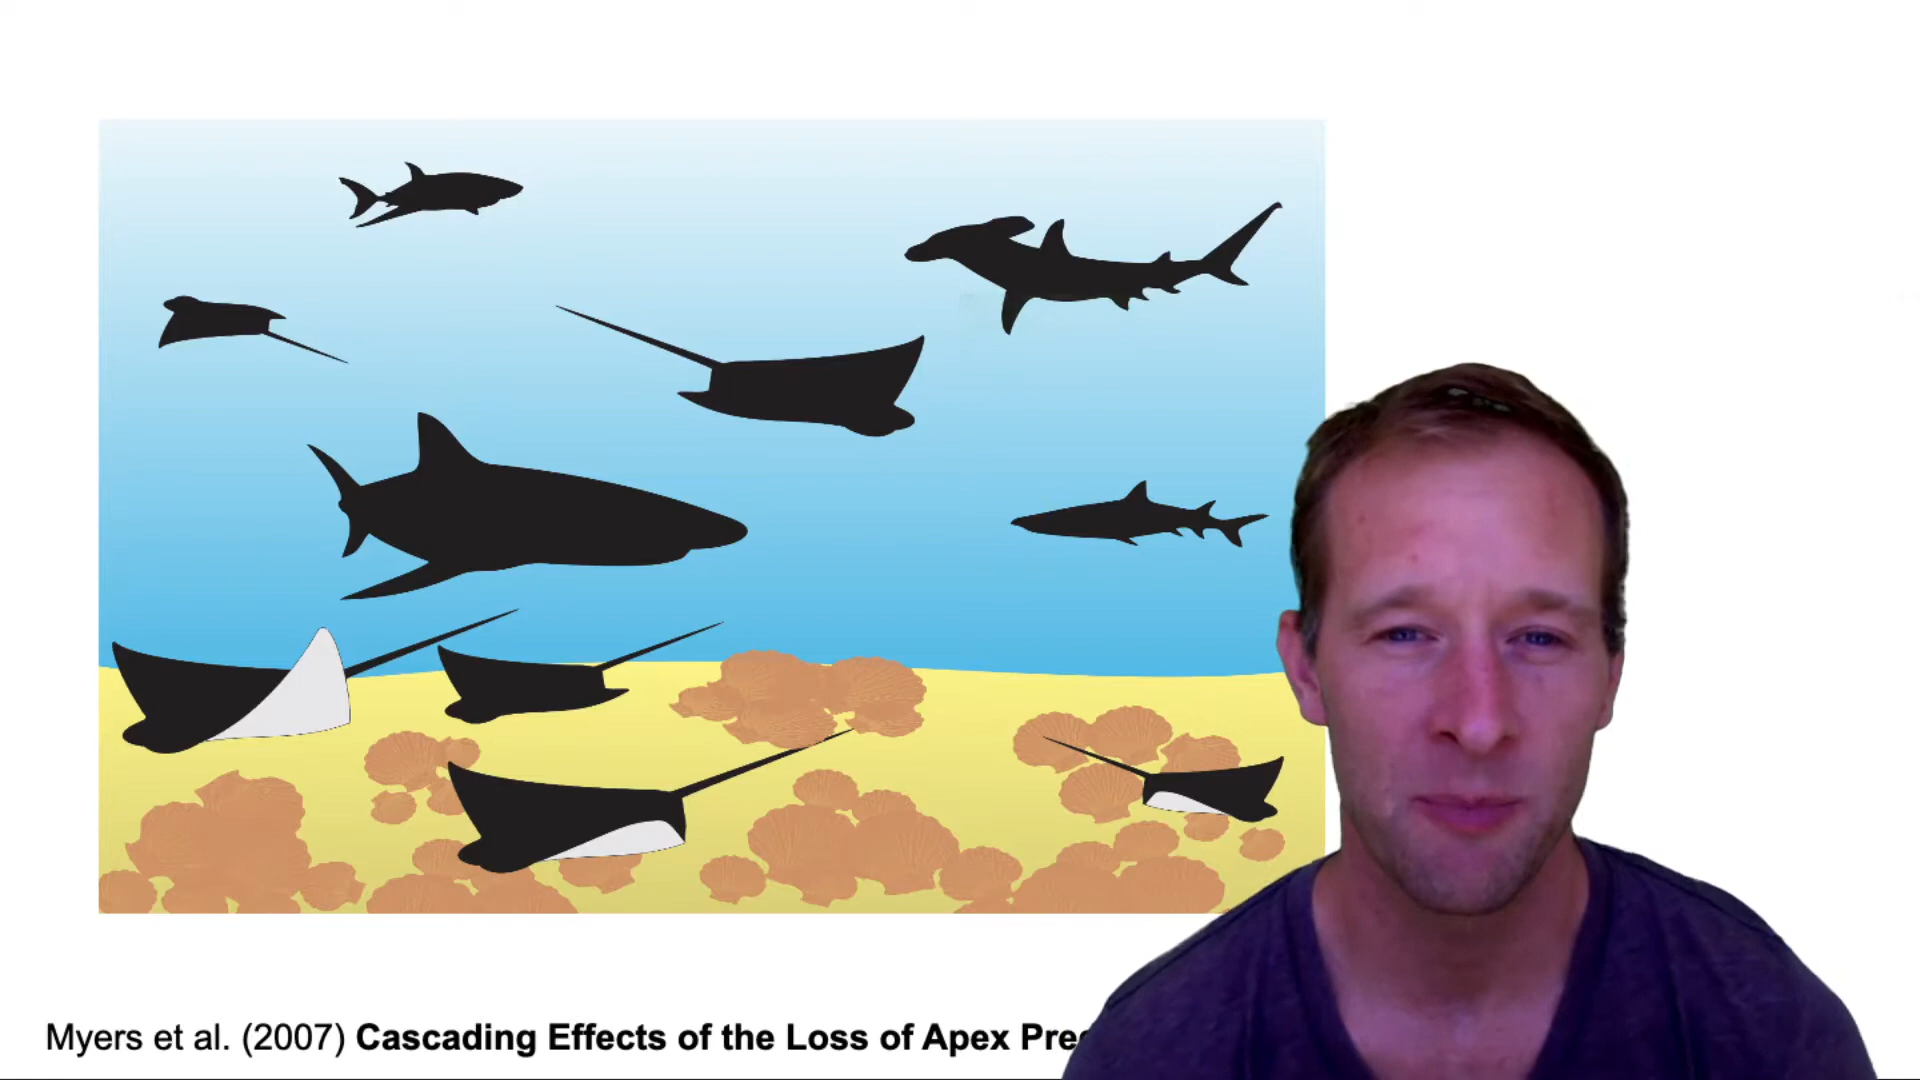 Myers et al. (2007) Cascading Effects of the Loss of Apex